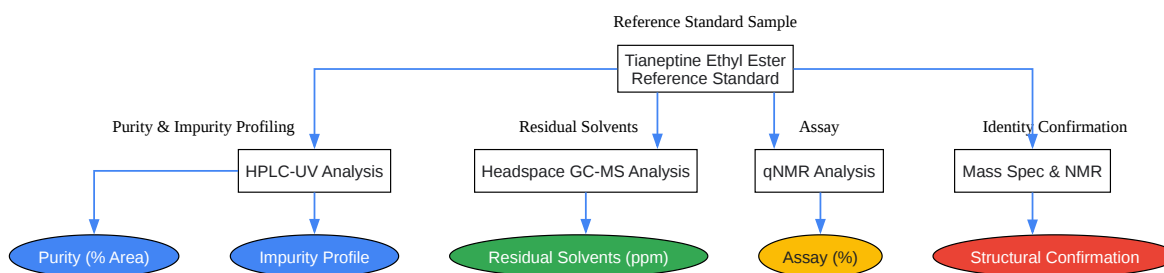 Reference Standard Sample
Tianeptine Ethyl Ester
Reference Standard
Purity & Impurity Profiling
Residual Solvents
Assay
Identity Confirmation
HPLC-UV Analysis
Headspace GC-MS Analysis
qNMR Analysis
Mass Spec & NMR
Purity (% Area)
Impurity Profile
Residual Solvents (ppm)
Assay (%)
Structural Confirmation